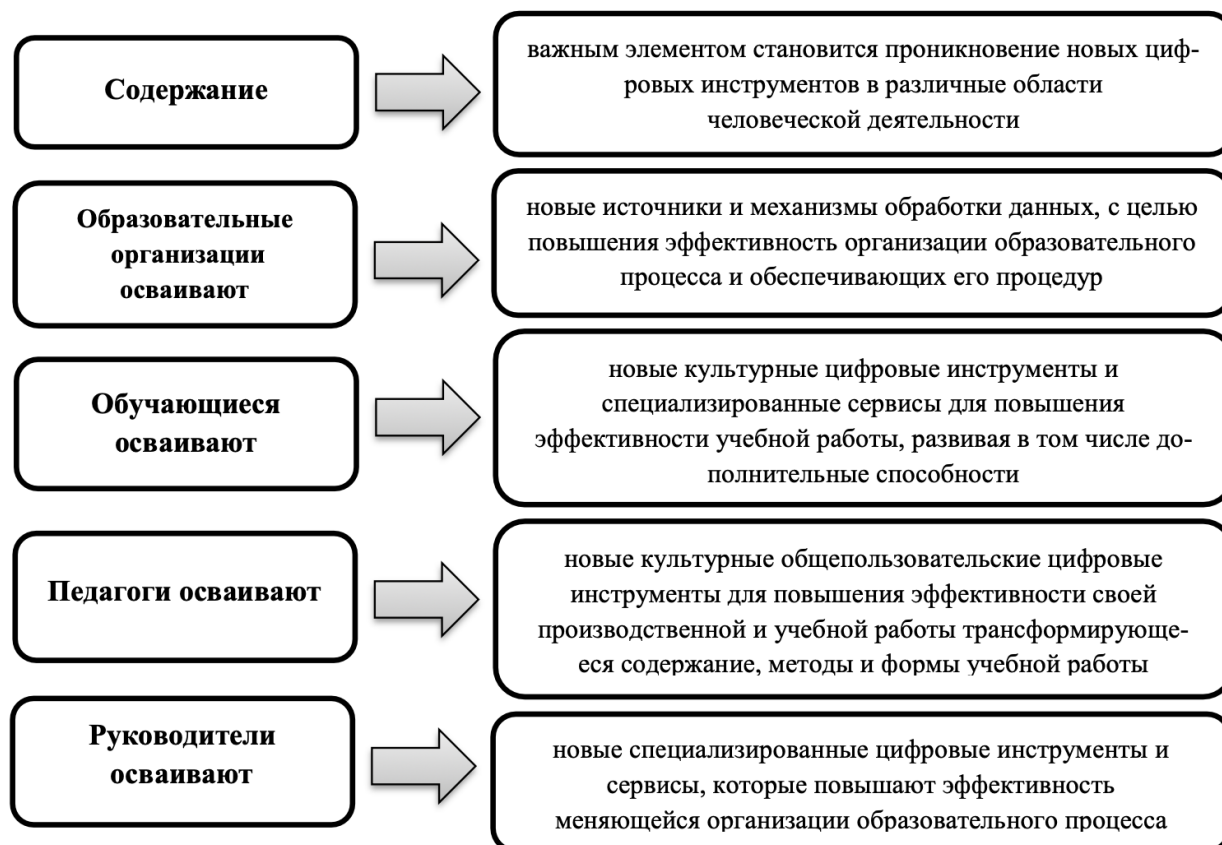 Содержание
важным элементом становится проникновение новых циф-
ровых инструментов в различные области
человеческой деятельности
Образовательные
организации
осваивают
новые источники и механизмы обработки данных, с целью
повышения эффективность организации образовательного
процесса и обеспечивающих его процедур
Обучающиеся
осваивают
новые культурные цифровые инструменты и
специализированные сервисы для повышения
эффективности учебной работы, развивая в том числе до-
полнительные способности
Педагоги осваивают
новые культурные общепользовательские цифровые
инструменты для повышения эффективности своей
производственной и учебной работы трансформирующе-
еся содержание, методы и формы учебной работы
Руководители
осваивают
новые специализированные цифровые инструменты и
сервисы, которые повышают эффективность
меняющейся организации образовательного процесса